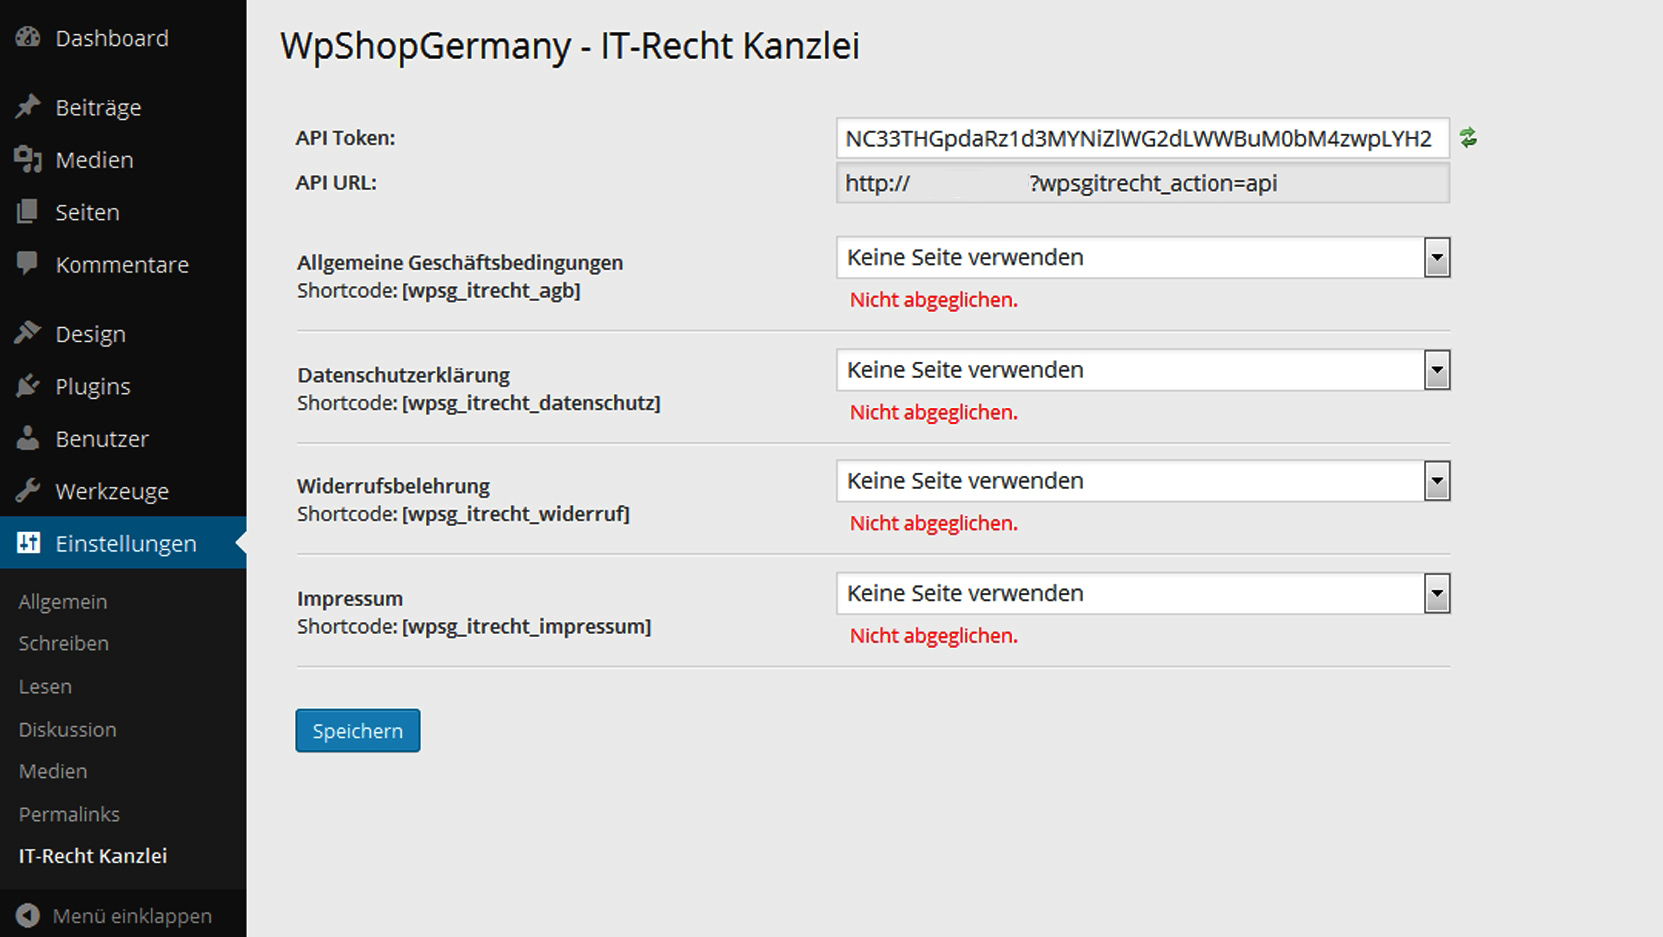 Dashboard
Beiträge
Medien
Seiten
Kommentare
Design
Plugins
Benutzer
Werkzeuge
Einstellungen
Allgemein
Schreiben
Lesen
Diskussion
Medien
Permalinks
IT-Recht Kanzlei
Menü einklappen
WpShopGermany - IT-Recht Kanzlei
API Token: NC33THGpdaRz1d3MYNiZlWG2dLWWBuM0bM4zwpLYH2
API URL: http:// ?wpsgitrecht_action=api
Allgemeine Geschäftsbedingungen
Shortcode: [wpsg_itrecht_agb]
Keine Seite verwenden
Nicht abgeglichen.
Datenschutzerklärung
Shortcode: [wpsg_itrecht_datenschutz]
Keine Seite verwenden
Nicht abgeglichen.
Widerrufsbelehrung
Shortcode: [wpsg_itrecht_widerruf]
Keine Seite verwenden
Nicht abgeglichen.
Impressum
Shortcode: [wpsg_itrecht_impressum]
Keine Seite verwenden
Nicht abgeglichen.
Speichern